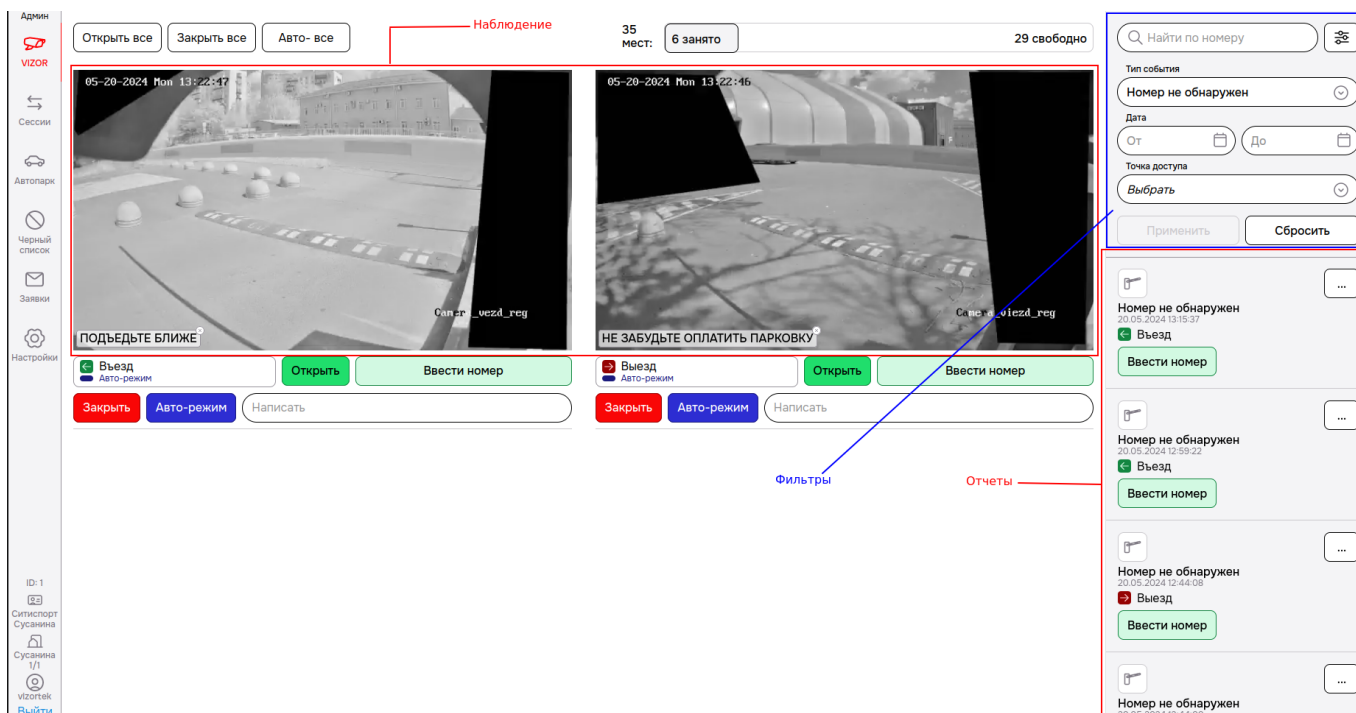 Админ
VIZOR
Сессии
Автопарк
Черный
список
Заявки
Настройки
ID: 1
Ситиспорт
Сусанина
Сусанина
1/1
vizortek
Выйти
Открыть все
Закрыть все
Авто- все
Наблюдение
35
мест:
6 занято
29 свободно
05-20-2024 Mon 13:22:47
Camer _vezd_reg
ПОДЪЕДЬТЕ БЛИЖЕ
05-20-2024 Mon 13:22:46
Camera_viezd_reg
НЕ ЗАБУДЬТЕ ОПЛАТИТЬ ПАРКОВКУ
Въезд
Авто-режим
Открыть
Ввести номер
Закрыть
Авто-режим
Написать
Выезд
Авто-режим
Открыть
Ввести номер
Закрыть
Авто-режим
Написать
Фильтры
Отчеты
Найти по номеру
Тип события
Номер не обнаружен
Дата
От
До
Точка доступа
Выбрать
Применить
Сбросить
...
Номер не обнаружен
20.05.2024 13:15:37
Въезд
Ввести номер
...
Номер не обнаружен
20.05.2024 12:59:22
Въезд
Ввести номер
...
Номер не обнаружен
20.05.2024 12:44:08
Выезд
Ввести номер
...
Номер не обнаружен